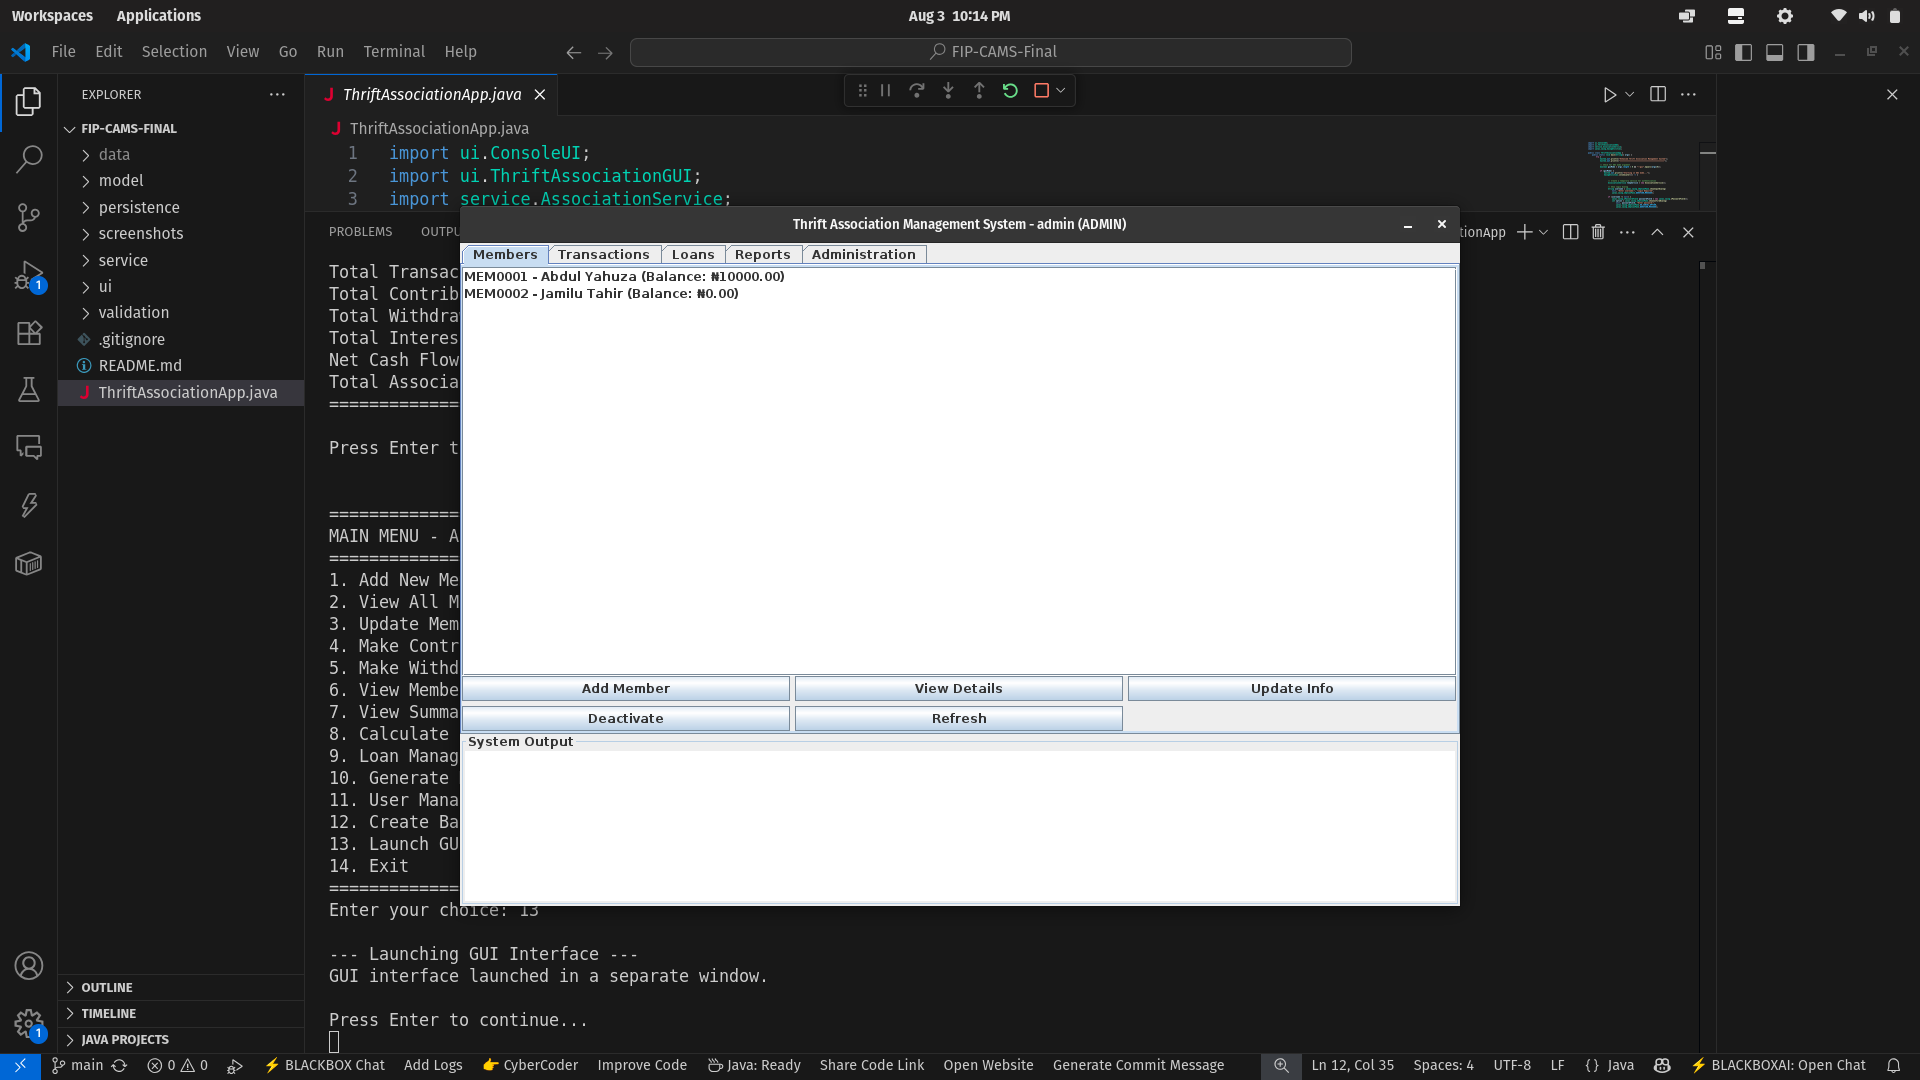 Workspaces Applications Aug 3 10:14 PM
File Edit Selection View Go Run Terminal Help FIP-CAMS-Final
EXPLORER
FIP-CAMS-FINAL
data
model
persistence
screenshots
service
ui
validation
.gitignore
README.md
ThriftAssociationApp.java
OUTLINE
TIMELINE
JAVA PROJECTS
1
1
ThriftAssociationApp.java
ThriftAssociationApp.java
1 import ui.ConsoleUI;
2 import ui.ThriftAssociationGUI;
3 import service.AssociationService;
PROBLEMS OUTPU tionApp
Total Transac
Total Contrib
Total Withdra
Total Interes
Net Cash Flow
Total Associa
=============
Press Enter t
=============
MAIN MENU - A
=============
1. Add New Me
2. View All M
3. Update Mem
4. Make Contr
5. Make Withd
6. View Membe
7. View Summa
8. Calculate
9. Loan Manag
10. Generate
11. User Mana
12. Create Ba
13. Launch GU
14. Exit
=============
Enter your choice: 13
--- Launching GUI Interface ---
GUI interface launched in a separate window.
Press Enter to continue...
Thrift Association Management System - admin (ADMIN)
Members Transactions Loans Reports Administration
MEM0001 - Abdul Yahuza (Balance: ₦10000.00)
MEM0002 - Jamilu Tahir (Balance: ₦0.00)
Add Member View Details Update Info
Deactivate Refresh
System Output
main 0 0 BLACKBOX Chat Add Logs 👉 CyberCoder Improve Code Java: Ready Share Code Link Open Website Generate Commit Message Ln 12, Col 35 Spaces: 4 UTF-8 LF {} Java BLACKBOXAI: Open Chat